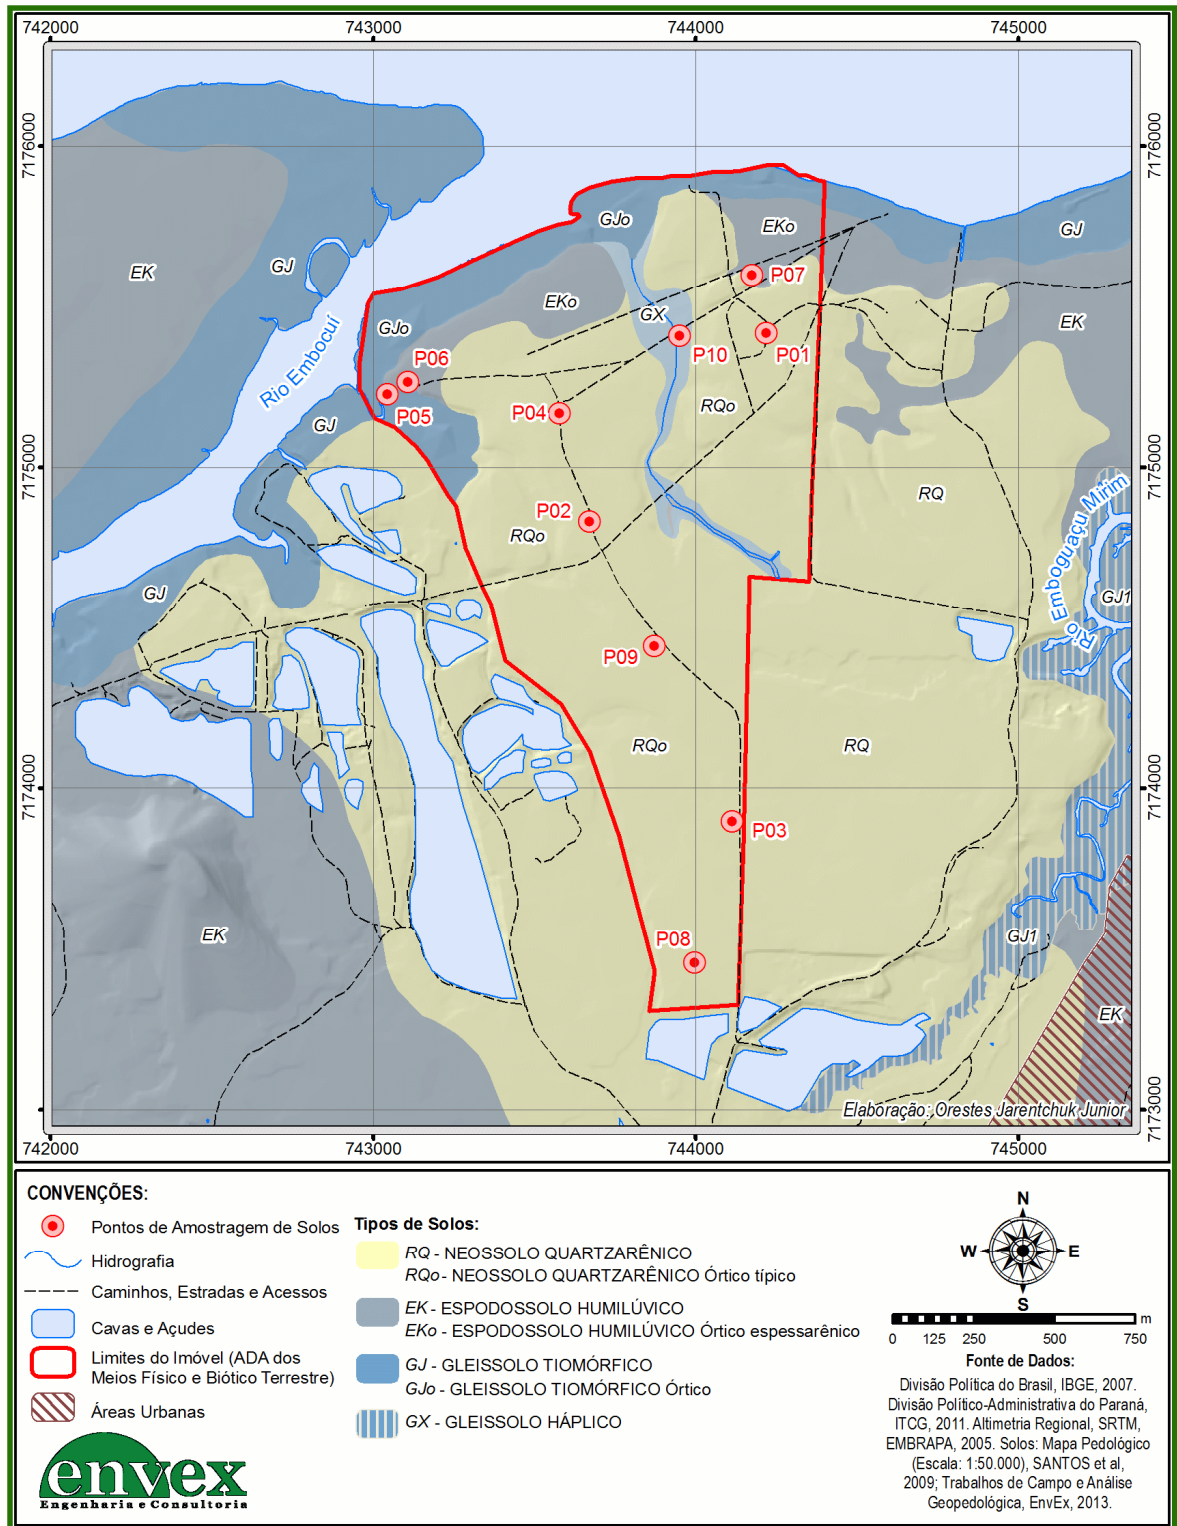 742000 743000 744000 745000
7176000
7176000
GJo
EKo
GJ
EK
GJ
P07
EKo
GX
GJo
EK
P10
P01
Rio Embocuí
P06
P05
P04
RQo
GJ
RQ
P02
RQo
7175000
7175000
Rio Emboguaçu Mirim
GJ
GJ1
P09
RQo
RQ
7174000
7174000
P03
EK
P08
GJ1
EK
7173000
Elaboração: Orestes Jarentchuk Junior
742000 743000 744000 745000
CONVENÇÕES:
Pontos de Amostragem de Solos
Hidrografia
Caminhos, Estradas e Acessos
Cavas e Açudes
Limites do Imóvel (ADA dos
Meios Físico e Biótico Terrestre)
Áreas Urbanas
envex
Engenharia e Consultoria
Tipos de Solos:
RQ - NEOSSOLO QUARTZARÊNICO
RQo - NEOSSOLO QUARTZARÊNICO Órtico típico
EK - ESPODOSSOLO HUMILÚVICO
EKo - ESPODOSSOLO HUMILÚVICO Órtico espessarênico
GJ - GLEISSOLO TIOMÓRFICO
GJo - GLEISSOLO TIOMÓRFICO Órtico
GX - GLEISSOLO HÁPLICO
N
W E
S
m
0 125 250 500 750
Fonte de Dados:
Divisão Política do Brasil, IBGE, 2007.
Divisão Político-Administrativa do Paraná,
ITCG, 2011. Altimetria Regional, SRTM,
EMBRAPA, 2005. Solos: Mapa Pedológico
(Escala: 1:50.000), SANTOS et al,
2009; Trabalhos de Campo e Análise
Geopedológica, EnvEx, 2013.